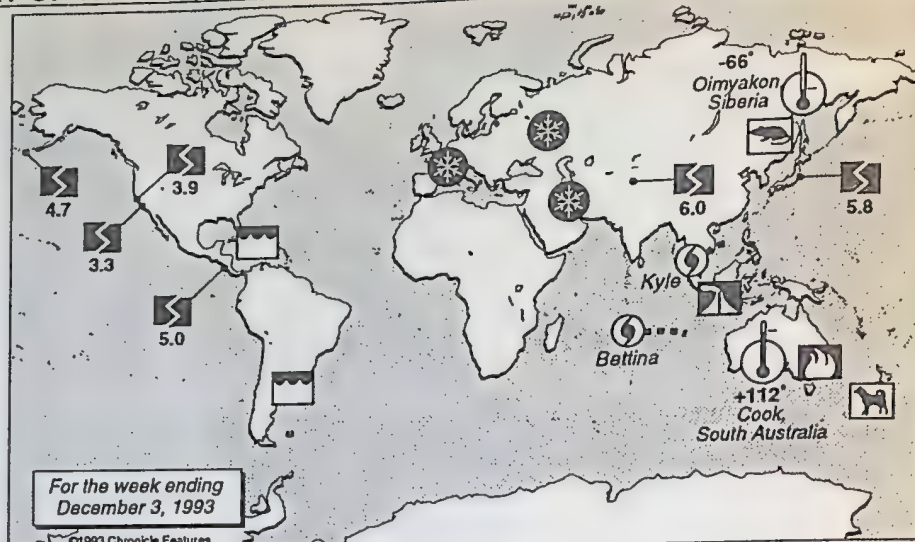 -66°
Oimyakon
Siberia
3.9
4.7
3.3
5.0
6.0
5.8
Kyle
Bettina
+112°
Cook,
South Australia
For the week ending
December 3, 1993
©1993 Chronicle Features